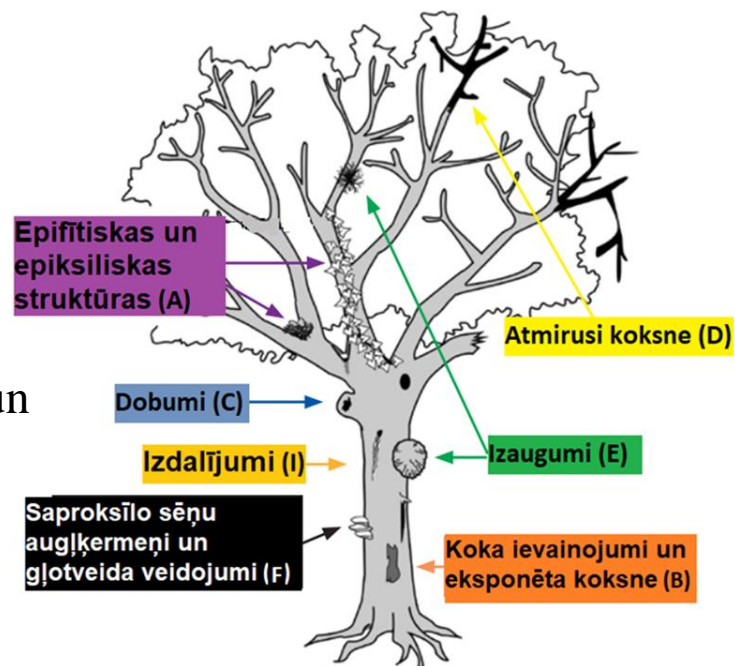 Epifītiskas un
epiksiliskas
struktūras (A)
Atmirusi koksne (D)
un
Dobumi (C)
Izdalījumi (I)
Izaugumi (E)
Saproksīlo sēņu
augļķermeņi un
gļotveida veidojumi (F)
Koka ievainojumi un
eksponēta koksne (B)